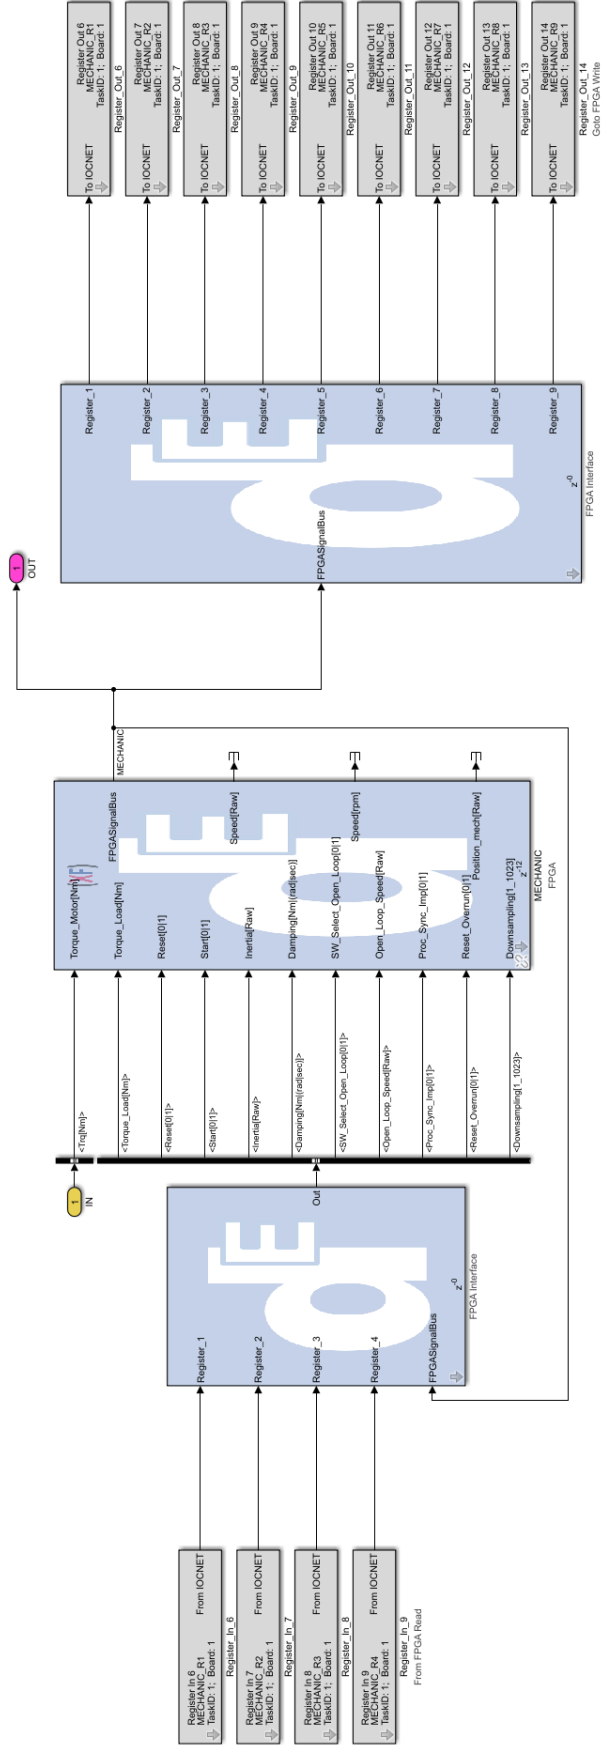 Register In 6
MECHANIC_R1
TaskID: 1;  Board: 1
From IOCNET
Register_In_6
Register In 7
MECHANIC_R2
TaskID: 1;  Board: 1
From IOCNET
Register_In_7
Register In 8
MECHANIC_R3
TaskID: 1;  Board: 1
From IOCNET
Register_In_8
Register In 9
MECHANIC_R4
TaskID: 1;  Board: 1
From IOCNET
Register_In_9
From FPGA Read
Register_1
Register_2
Register_3
Register_4
FPGASignalBus
Out
z-0
FPGA Interface
1
IN
<Trq[Nm]>
<Torque_Load[Nm]>
<Reset[0|1]>
<Start[0|1]>
<Inertia[Raw]>
<Damping[Nm|(rad|sec)]>
<SW_Select_Open_Loop[0|1]>
<Open_Loop_Speed[Raw]>
<Proc_Sync_Imp[0|1]>
<Reset_Overrun[0|1]>
<Downsampling[1_1023]>
Torque_Motor[Nm]
Torque_Load[Nm]
Reset[0|1]
Start[0|1]
Inertia[Raw]
Damping[Nm|(rad|sec)]
SW_Select_Open_Loop[0|1]
Open_Loop_Speed[Raw]
Proc_Sync_Imp[0|1]
Reset_Overrun[0|1]
Downsampling[1_1023]
(XF)
FPGASignalBus
Speed[Raw]
Speed[rpm]
Position_mech[Raw]
z-12
MECHANIC
FPGA
MECHANIC
1
OUT
FPGASignalBus
Register_1
Register_2
Register_3
Register_4
Register_5
Register_6
Register_7
Register_8
Register_9
z-0
FPGA Interface
To IOCNET
Register Out 6
MECHANIC_R1
TaskID: 1;  Board: 1
Register_Out_6
To IOCNET
Register Out 7
MECHANIC_R2
TaskID: 1;  Board: 1
Register_Out_7
To IOCNET
Register Out 8
MECHANIC_R3
TaskID: 1;  Board: 1
Register_Out_8
To IOCNET
Register Out 9
MECHANIC_R4
TaskID: 1;  Board: 1
Register_Out_9
To IOCNET
Register Out 10
MECHANIC_R5
TaskID: 1;  Board: 1
Register_Out_10
To IOCNET
Register Out 11
MECHANIC_R6
TaskID: 1;  Board: 1
Register_Out_11
To IOCNET
Register Out 12
MECHANIC_R7
TaskID: 1;  Board: 1
Register_Out_12
To IOCNET
Register Out 13
MECHANIC_R8
TaskID: 1;  Board: 1
Register_Out_13
To IOCNET
Register Out 14
MECHANIC_R9
TaskID: 1;  Board: 1
Register_Out_14
Goto FPGA Write